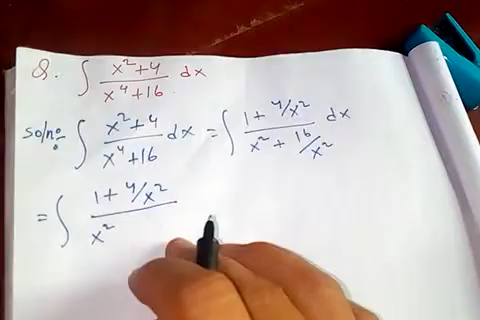 Q. ∫ x²+4 / x⁴+16 dx
soln: ∫ x²+4 / x⁴+16 dx = ∫ 1+4/x² / x²+16/x² dx
= ∫ 1+4/x² / x²